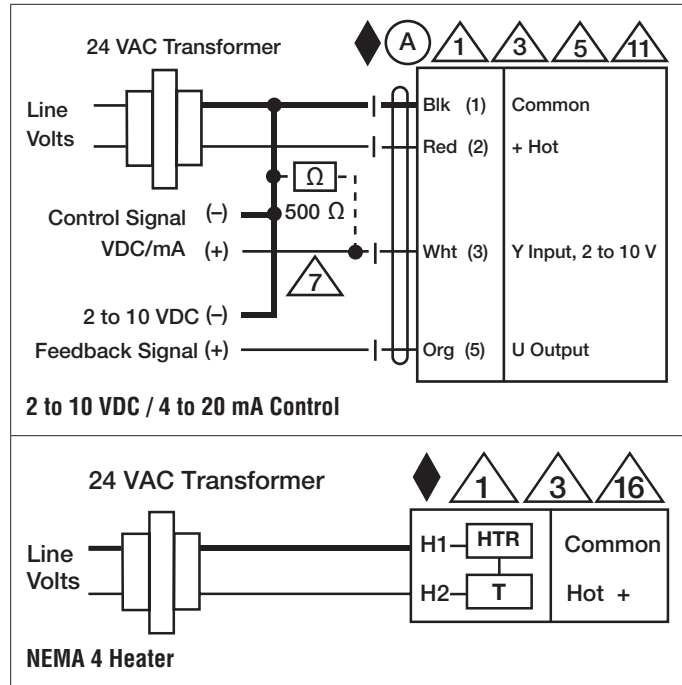 24 VAC Transformer
A 1 3 5 11
Line
Volts
Blk (1) Common
Red (2) + Hot
Ω
500 Ω
Control Signal (–)
VDC/mA (+)
7
Wht (3) Y Input, 2 to 10 V
2 to 10 VDC (–)
Feedback Signal (+)
Org (5) U Output
2 to 10 VDC / 4 to 20 mA Control
24 VAC Transformer
1 3 16
Line
Volts
H1 HTR Common
H2 T Hot +
NEMA 4 Heater